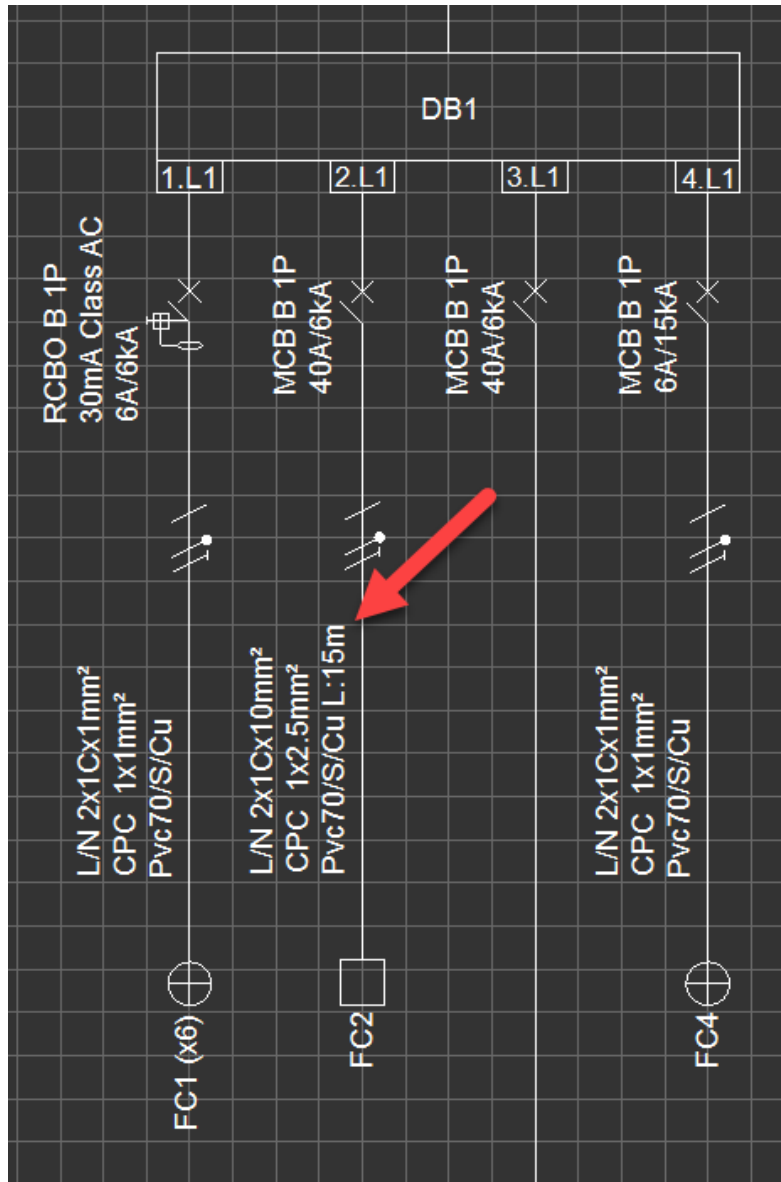 DB1
1.L1
2.L1
3.L1
4.L1
RCBO B 1P
30mA Class AC
6A/6kA
MCB B 1P
40A/6kA
MCB B 1P
40A/6kA
MCB B 1P
6A/15kA
L/N 2x1Cx1mm²
CPC 1x1mm²
Pvc70/S/Cu
L/N 2x1Cx10mm²
CPC 1x2.5mm²
Pvc70/S/Cu L:15m
L/N 2x1Cx1mm²
CPC 1x1mm²
Pvc70/S/Cu
FC1 (x6)
FC2
FC4